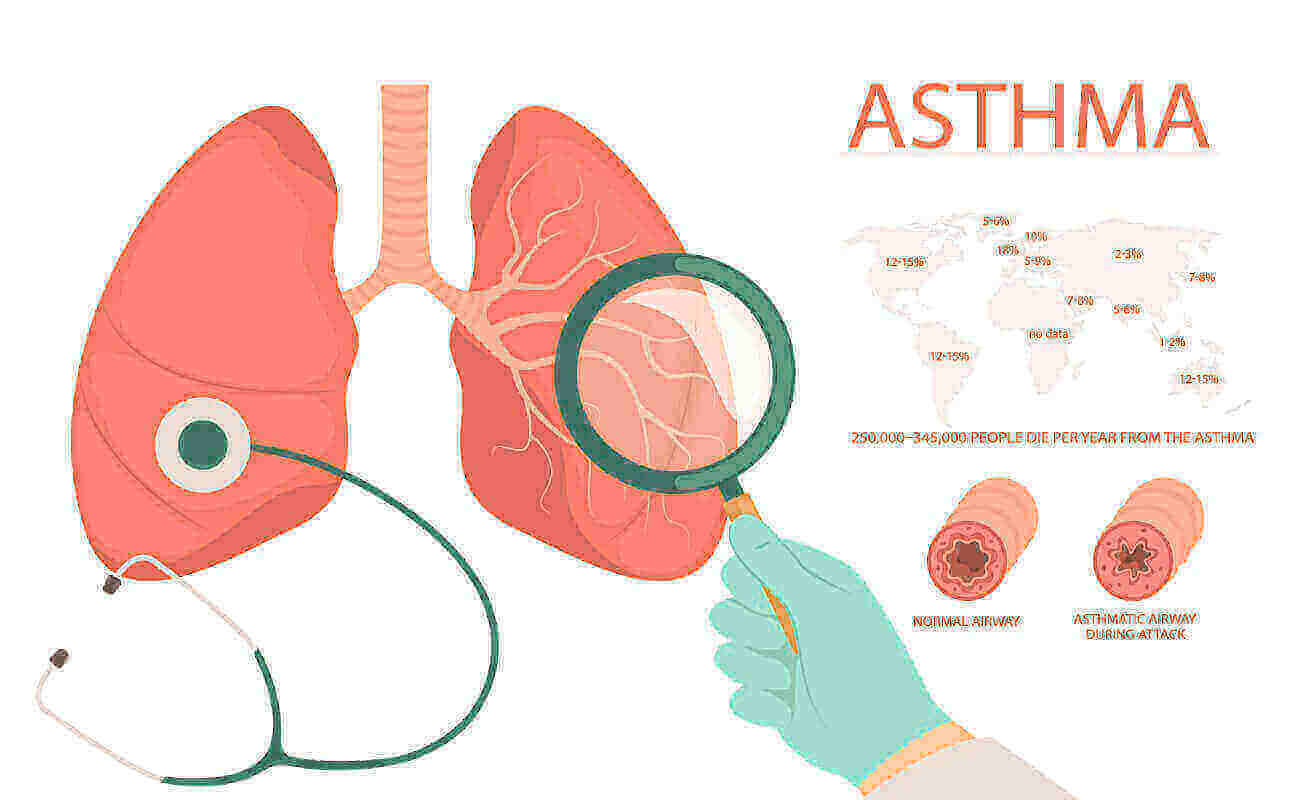 ASTHMA
5-6%
18%
18%
5-9%
12-15%
2-3%
7-8%
7-8%
5-6%
no data
1-2%
12-15%
12-15%
250,000–345,000 PEOPLE DIE PER YEAR FROM THE ASTHMA
NORMAL AIRWAY
ASTHMATIC AIRWAY
DURING ATTACK